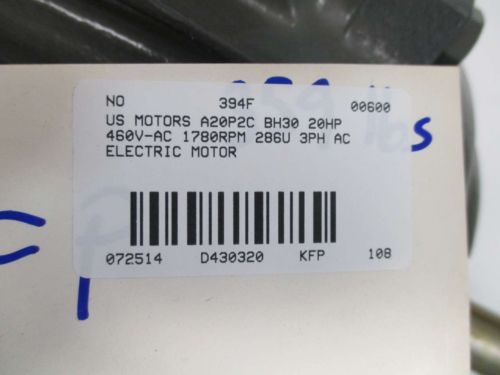 NO 394F 00600
US MOTORS A20P2C BH30 20HP
460V-AC 1780RPM 286U 3PH AC
ELECTRIC MOTOR
072514 D430320 KFP 108